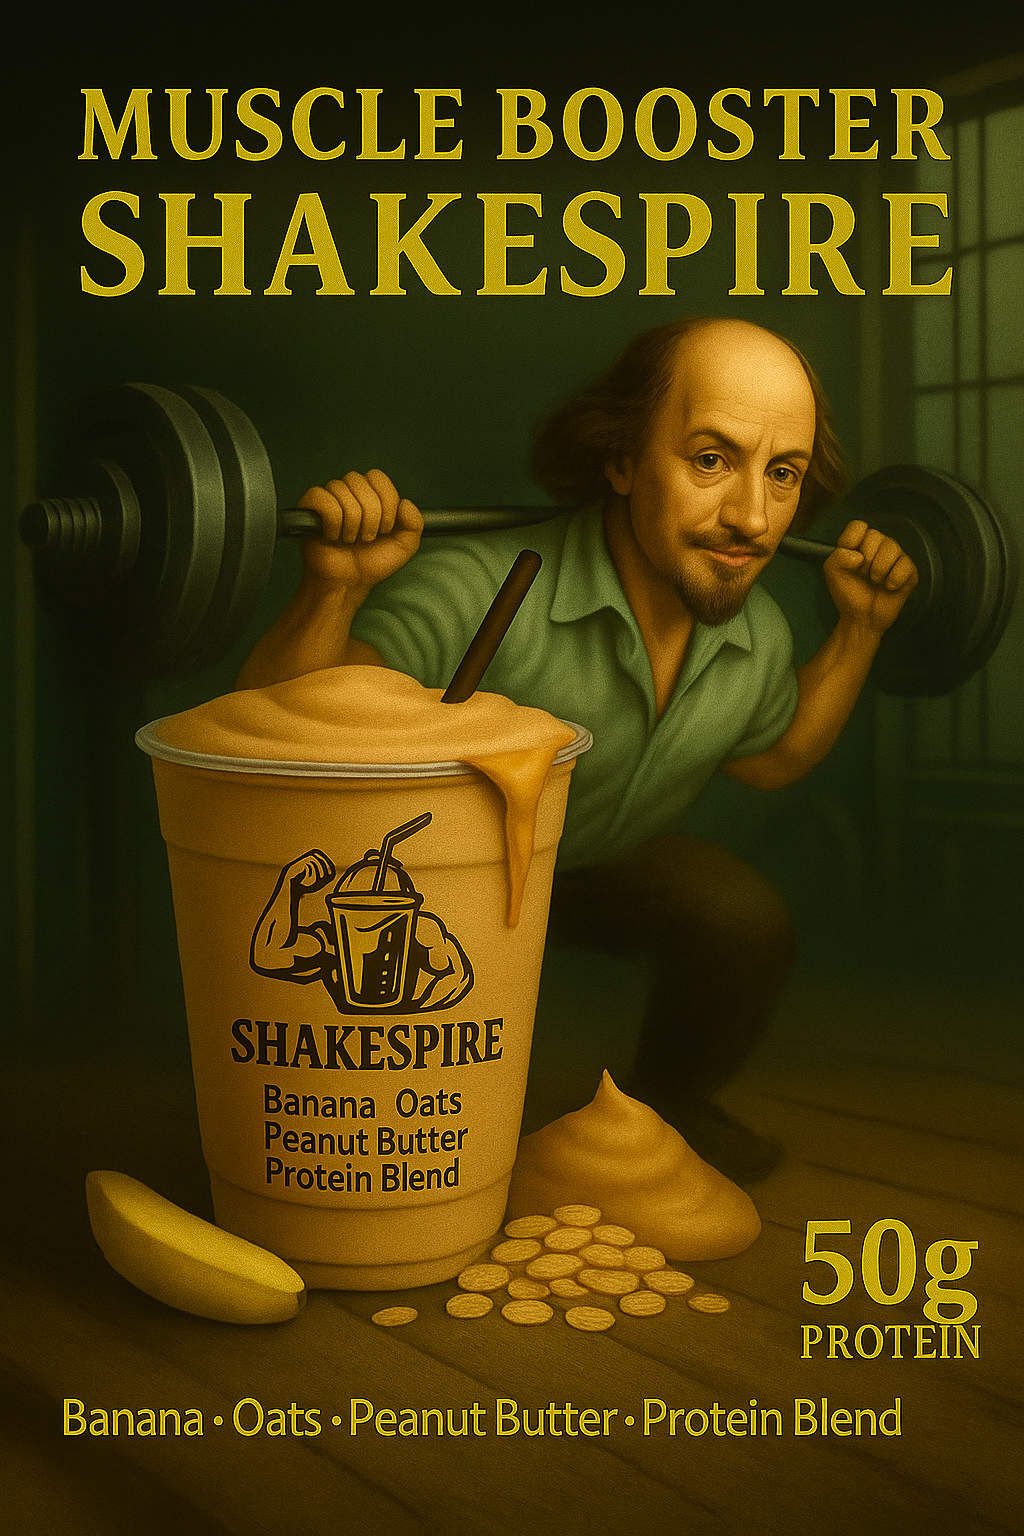 MUSCLE BOOSTER
SHAKESPIRE
SHAKESPIRE
Banana Oats
Peanut Butter
Protein Blend
50g
PROTEIN
Banana · Oats · Peanut Butter · Protein Blend